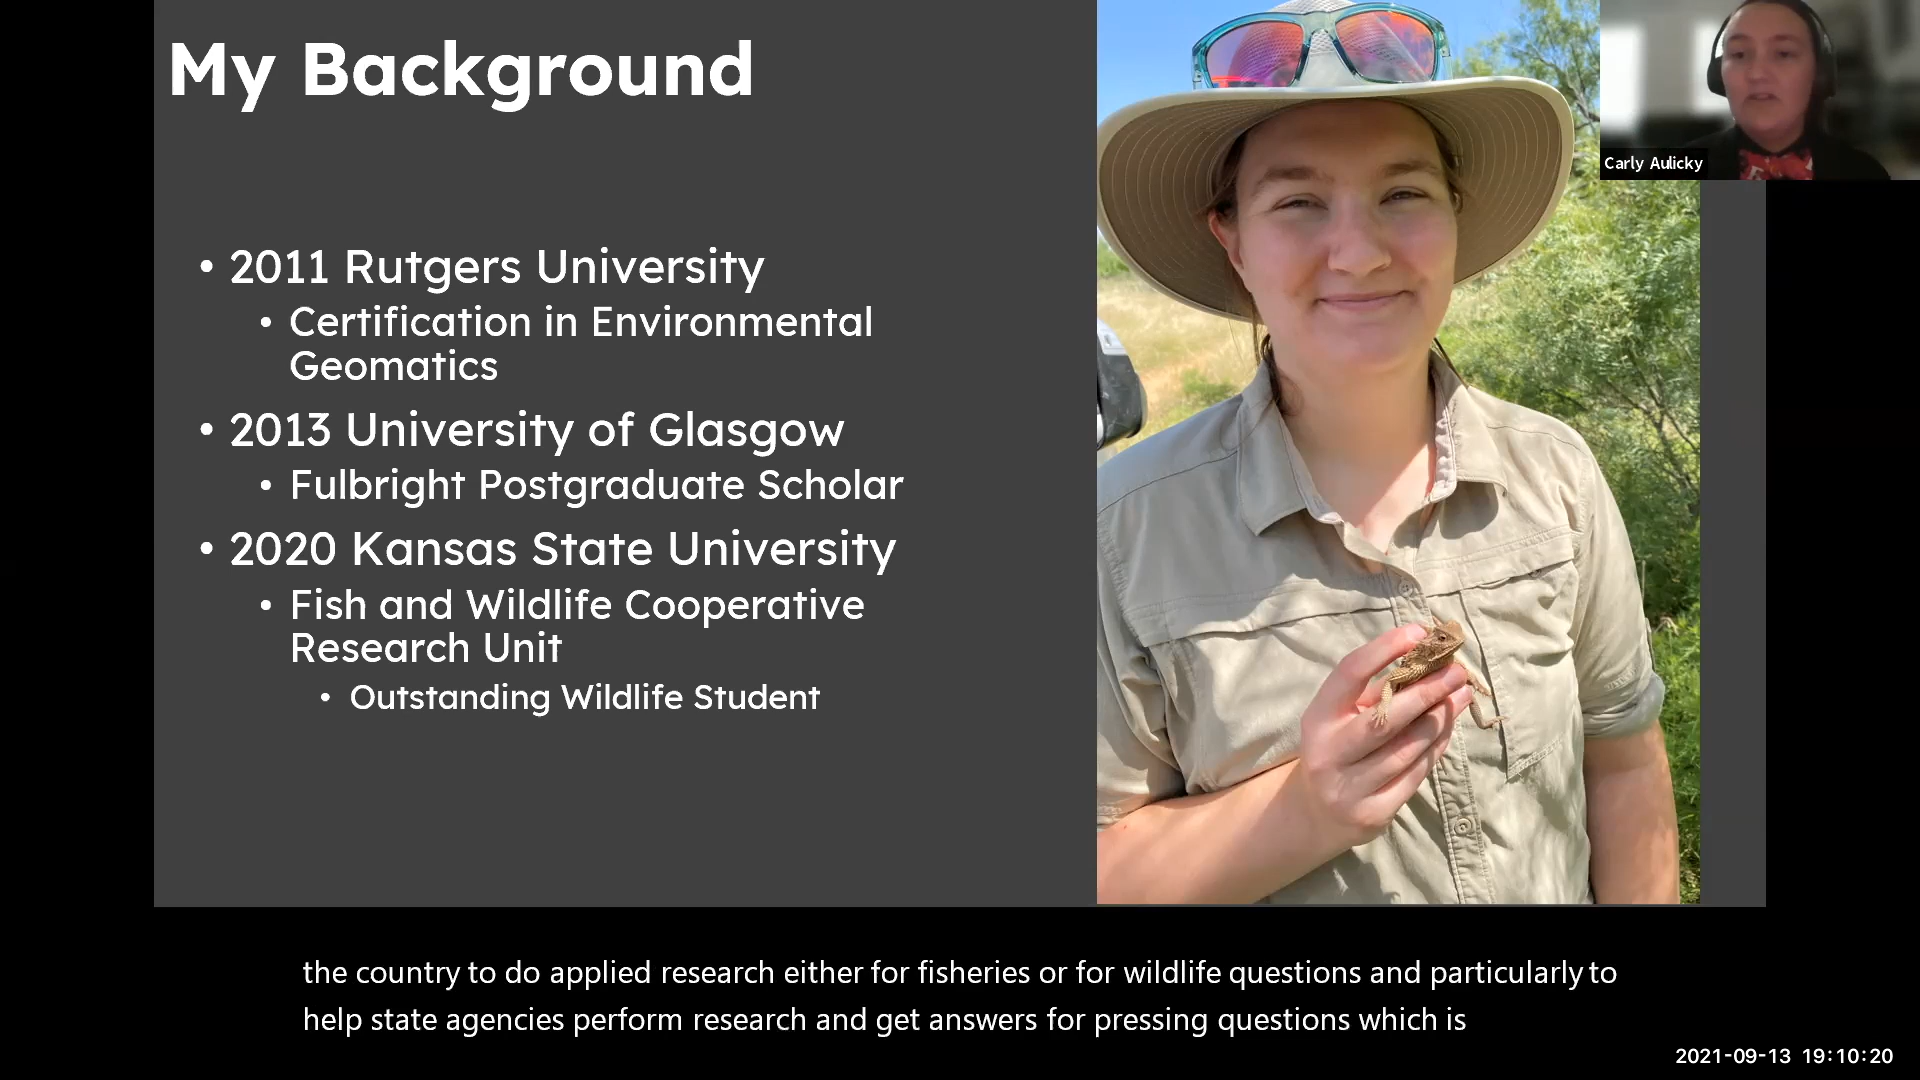 My Background
• 2011 Rutgers University
• Certification in Environmental
Geomatics
• 2013 University of Glasgow
• Fulbright Postgraduate Scholar
• 2020 Kansas State University
• Fish and Wildlife Cooperative
Research Unit
• Outstanding Wildlife Student
Carly Aulicky
the country to do applied research either for fisheries or for wildlife questions and particularly to
help state agencies perform research and get answers for pressing questions which is
2021-09-13 19:10:20